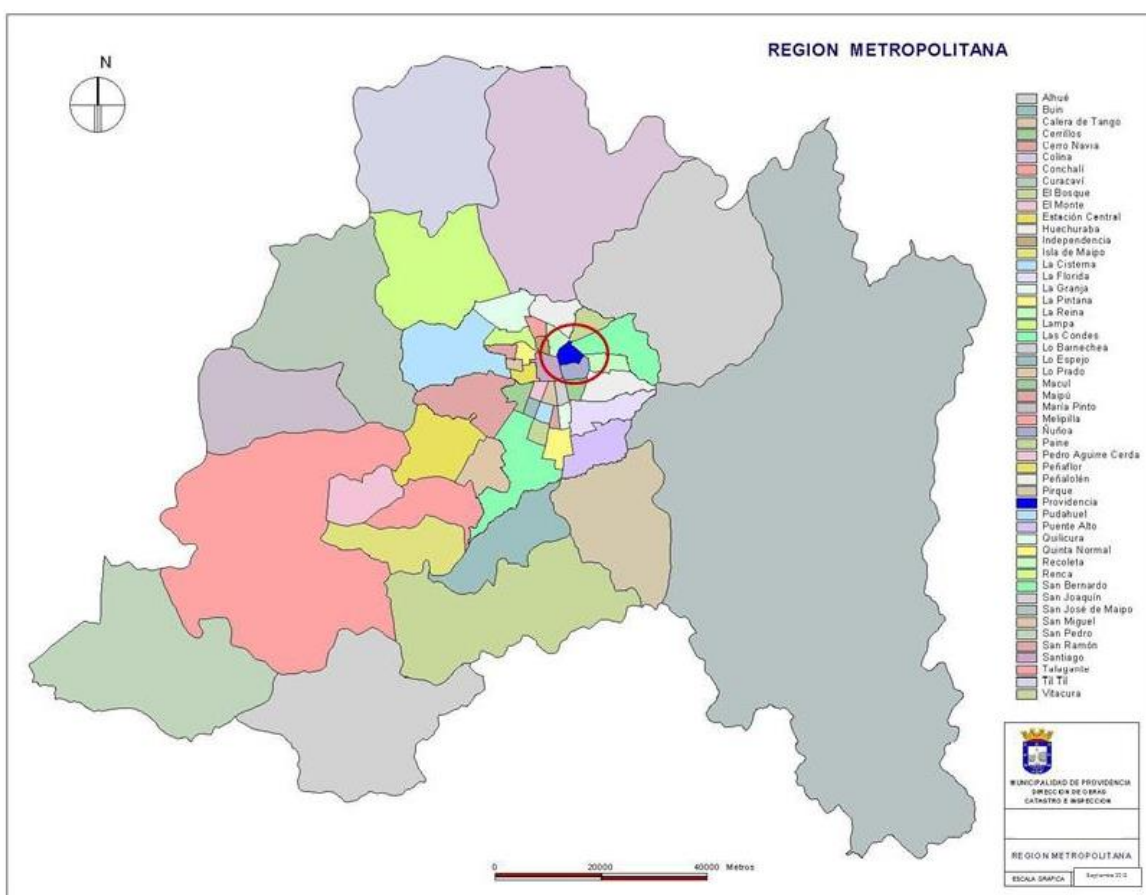 REGION METROPOLITANA
N
Alhué
Buin
Calera de Tango
Cerrillos
Cerro Navia
Colina
Conchalí
Curacaví
El Bosque
El Monte
Estación Central
Huechuraba
Independencia
Isla de Maipo
La Cisterna
La Florida
La Granja
La Pintana
La Reina
Lampa
Las Condes
Lo Barnechea
Lo Espejo
Lo Prado
Macul
Maipú
María Pinto
Melipilla
Ñuñoa
Paine
Pedro Aguirre Cerda
Peñaflor
Peñalolén
Pirque
Providencia
Pudahuel
Puente Alto
Quilicura
Quinta Normal
Recoleta
Renca
San Bernardo
San Joaquín
San José de Maipo
San Miguel
San Pedro
San Ramón
Santiago
Talagante
Til Til
Vitacura
MUNICIPALIDAD DE PROVIDENCIA
DIRECCION DE OBRAS
CATASTRO E INSPECCION
REGION METROPOLITANA
ESCALA GRAFICA
Septiembre
0 20000 40000 Metros